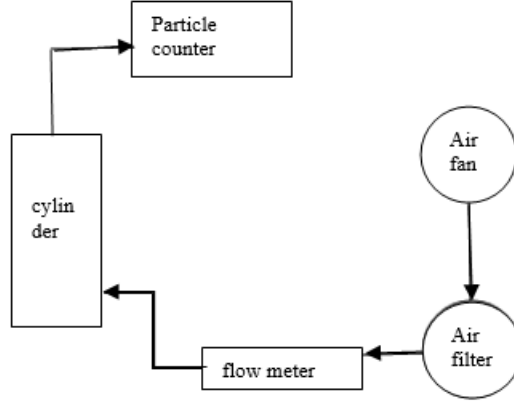 Particle
counter
Air
fan
cylin
der
Air
filter
flow meter